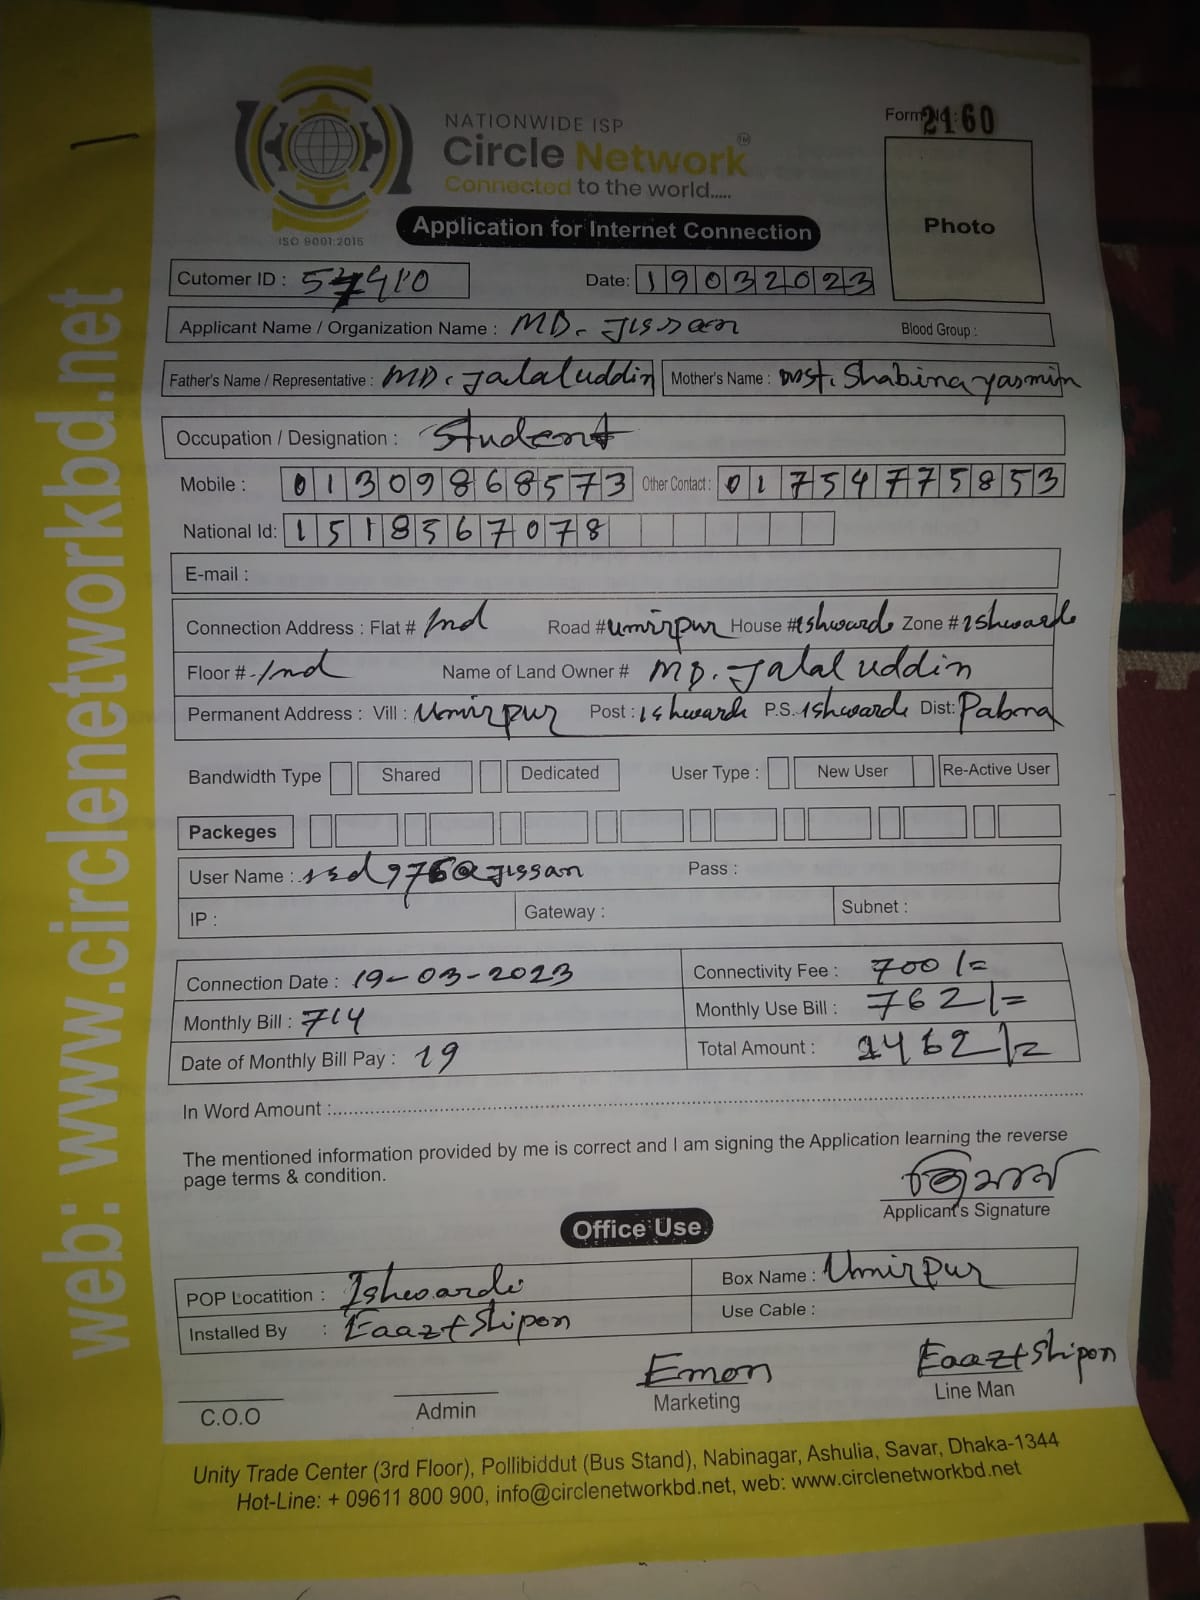 NATIONWIDE ISP
Circle Network TM
Connected to the world.....
ISO 9001:2015
Form No: 2160
Photo
Application for Internet Connection
Cutomer ID : 57410 Date: 19032023
Applicant Name / Organization Name : MD. Jissan Blood Group :
Father's Name / Representative : MD. Jalaluddin Mother's Name : Mst. Shabina yasmin
Occupation / Designation : Student
Mobile : 01309868573 Other Contact : 01754775853
National Id: 1518567078
E-mail :
Connection Address : Flat # Road # Umirpur House # Ishwarde Zone # Ishwarde
Floor # Name of Land Owner # MD. Jalal uddin
Permanent Address : Vill : Umirpur Post : Ishwarde P.S. Ishwarde Dist: Pabna
Bandwidth Type Shared Dedicated User Type : New User Re-Active User
Packeges
User Name : @Jissan Pass :
IP : Gateway : Subnet :
Connection Date : 19-03-2023 Connectivity Fee : 700/=
Monthly Bill : 714 Monthly Use Bill : 762/=
Date of Monthly Bill Pay : 19 Total Amount : 1462/=
In Word Amount :
The mentioned information provided by me is correct and I am signing the Application learning the reverse
page terms & condition.
Applicant's Signature
Office Use
POP Locatition : Ishwardi Box Name : Umirpur
Installed By : Shipon Use Cable :
Emon Shipon
C.O.O Admin Marketing Line Man
Unity Trade Center (3rd Floor), Pollibiddut (Bus Stand), Nabinagar, Ashulia, Savar, Dhaka-1344
Hot-Line: + 09611 800 900, info@circlenetworkbd.net, web: www.circlenetworkbd.net
web: www.circlenetworkbd.net